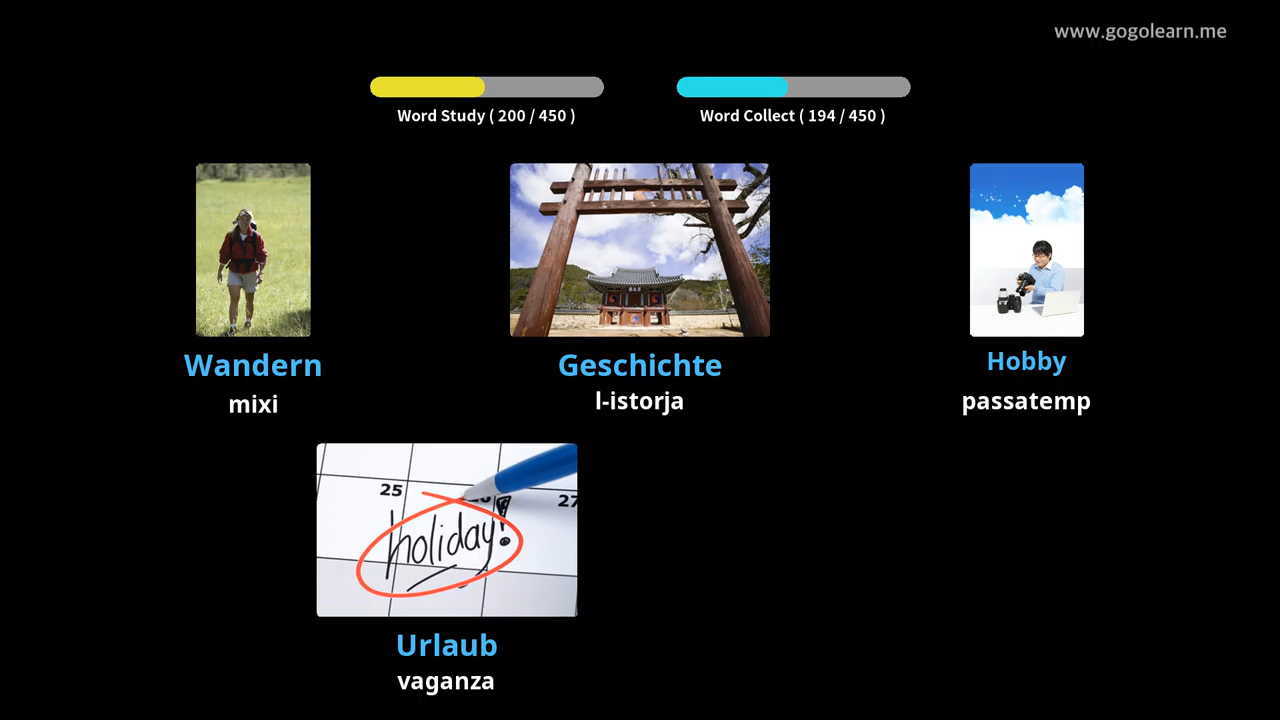 www.gogolearn.me
Word Study ( 200 / 450 )
Word Collect ( 194 / 450 )
Wandern
mixi
Geschichte
l-istorja
Hobby
passatemp
25
27
holiday!
Urlaub
vaganza